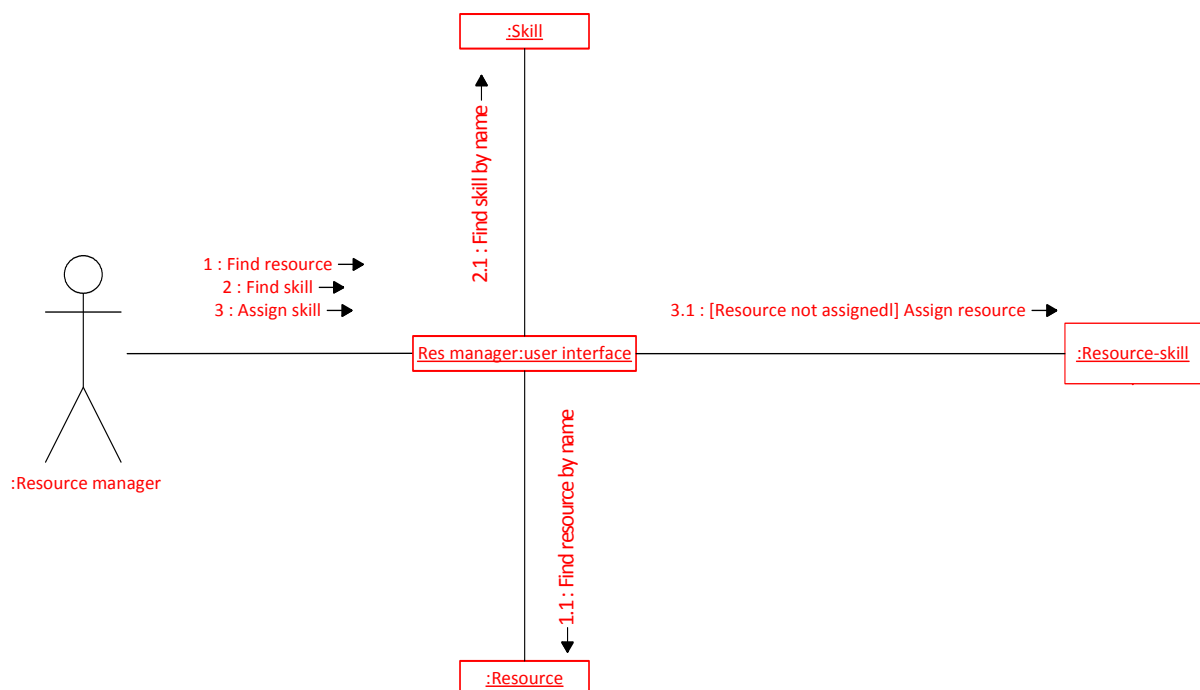 :Skill
2.1 : Find skill by name
1 : Find resource
2 : Find skill
3 : Assign skill
3.1 : [Resource not assignedl] Assign resource
Res manager:user interface
:Resource-skill
1.1 : Find resource by name
:Resource manager
:Resource